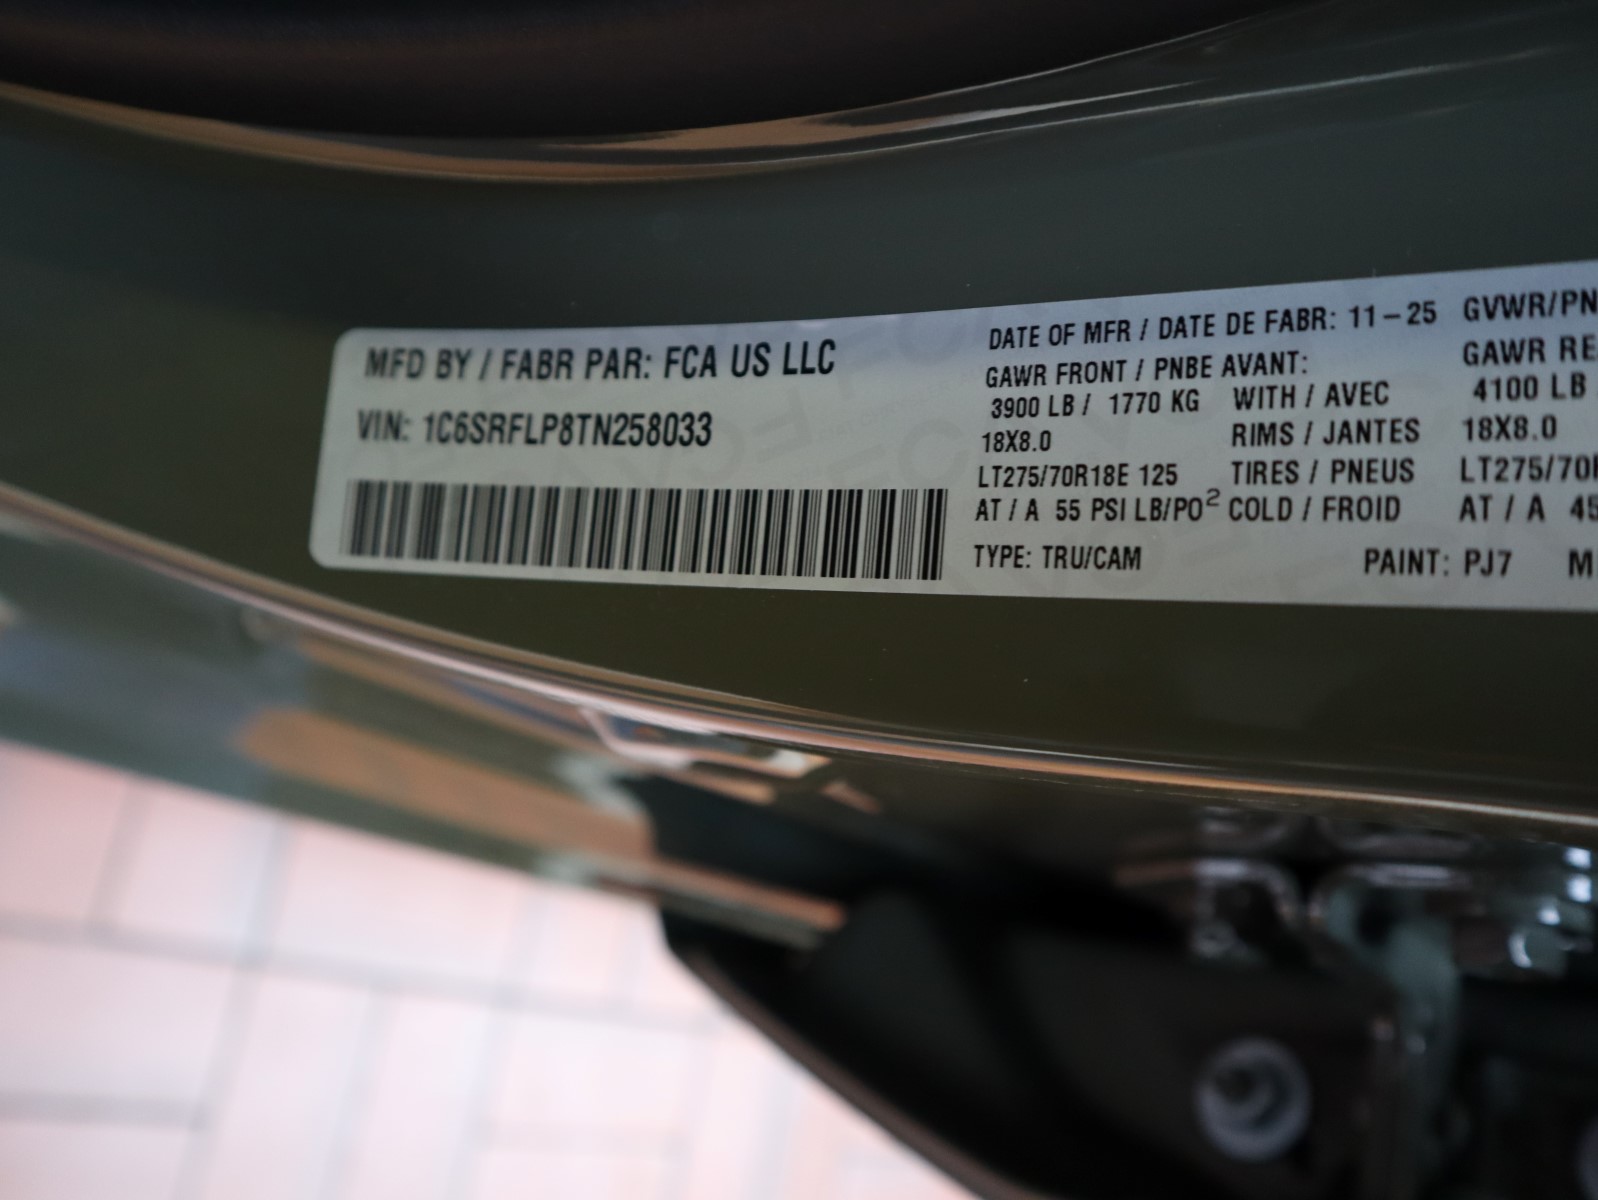 MFD BY / FABR PAR: FCA US LLC
VIN: 1C6SRFLP8TN258033
DATE OF MFR / DATE DE FABR: 11-25 GVWR/PN
GAWR FRONT / PNBE AVANT: GAWR RE
3900 LB / 1770 KG WITH / AVEC 4100 LB
18X8.0 RIMS / JANTES 18X8.0
LT275/70R18E 125 TIRES / PNEUS LT275/70R
AT / A 55 PSI LB/PO² COLD / FROID AT / A 45
TYPE: TRU/CAM PAINT: PJ7 M